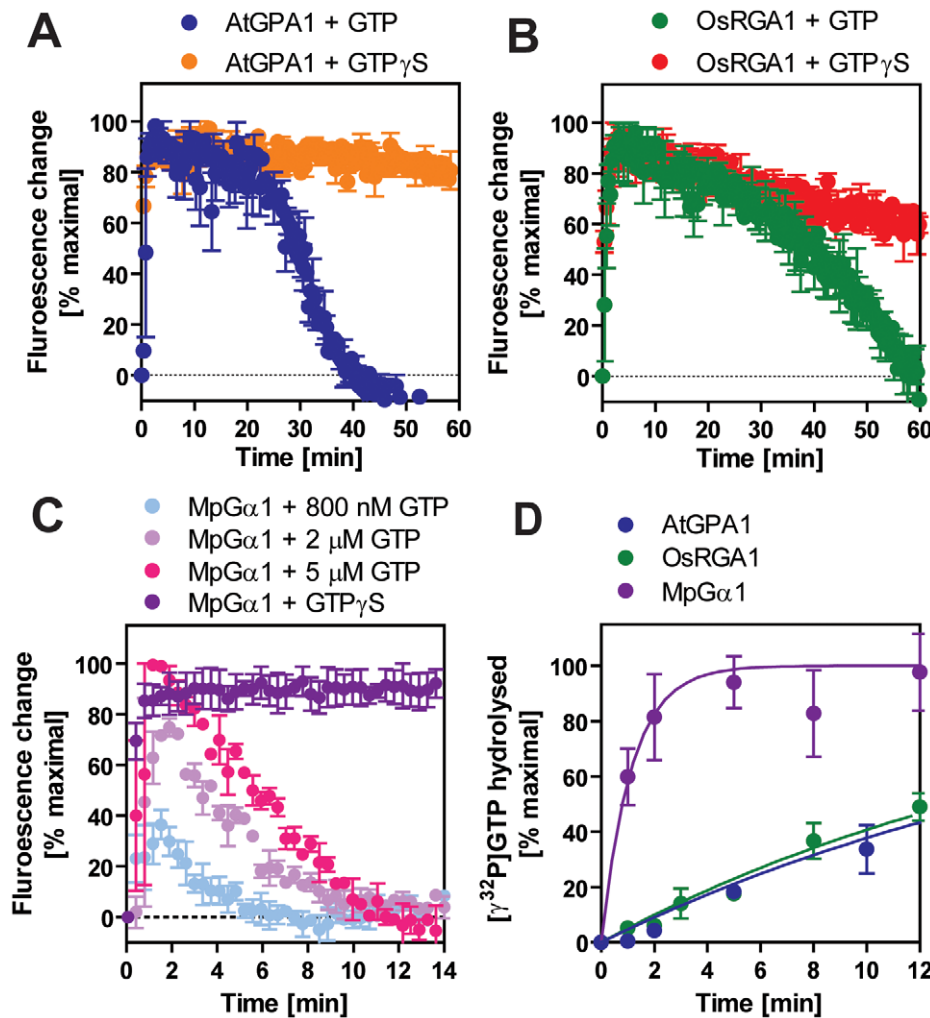 A
AtGPA1 + GTP
AtGPA1 + GTPγS
Fluroescence change
[% maximal]
100
80
60
40
20
0
0 10 20 30 40 50 60
Time [min]
B
OsRGA1 + GTP
OsRGA1 + GTPγS
Fluroescence change
[% maximal]
100
80
60
40
20
0
0 10 20 30 40 50 60
Time [min]
C
MpGα1 + 800 nM GTP
MpGα1 + 2 μM GTP
MpGα1 + 5 μM GTP
MpGα1 + GTPγS
Fluroescence change
[% maximal]
100
80
60
40
20
0
0 2 4 6 8 10 12 14
Time [min]
D
AtGPA1
OsRGA1
MpGα1
[γ³²P]GTP hydrolysed
[% maximal]
100
80
60
40
20
0
0 2 4 6 8 10 12
Time [min]